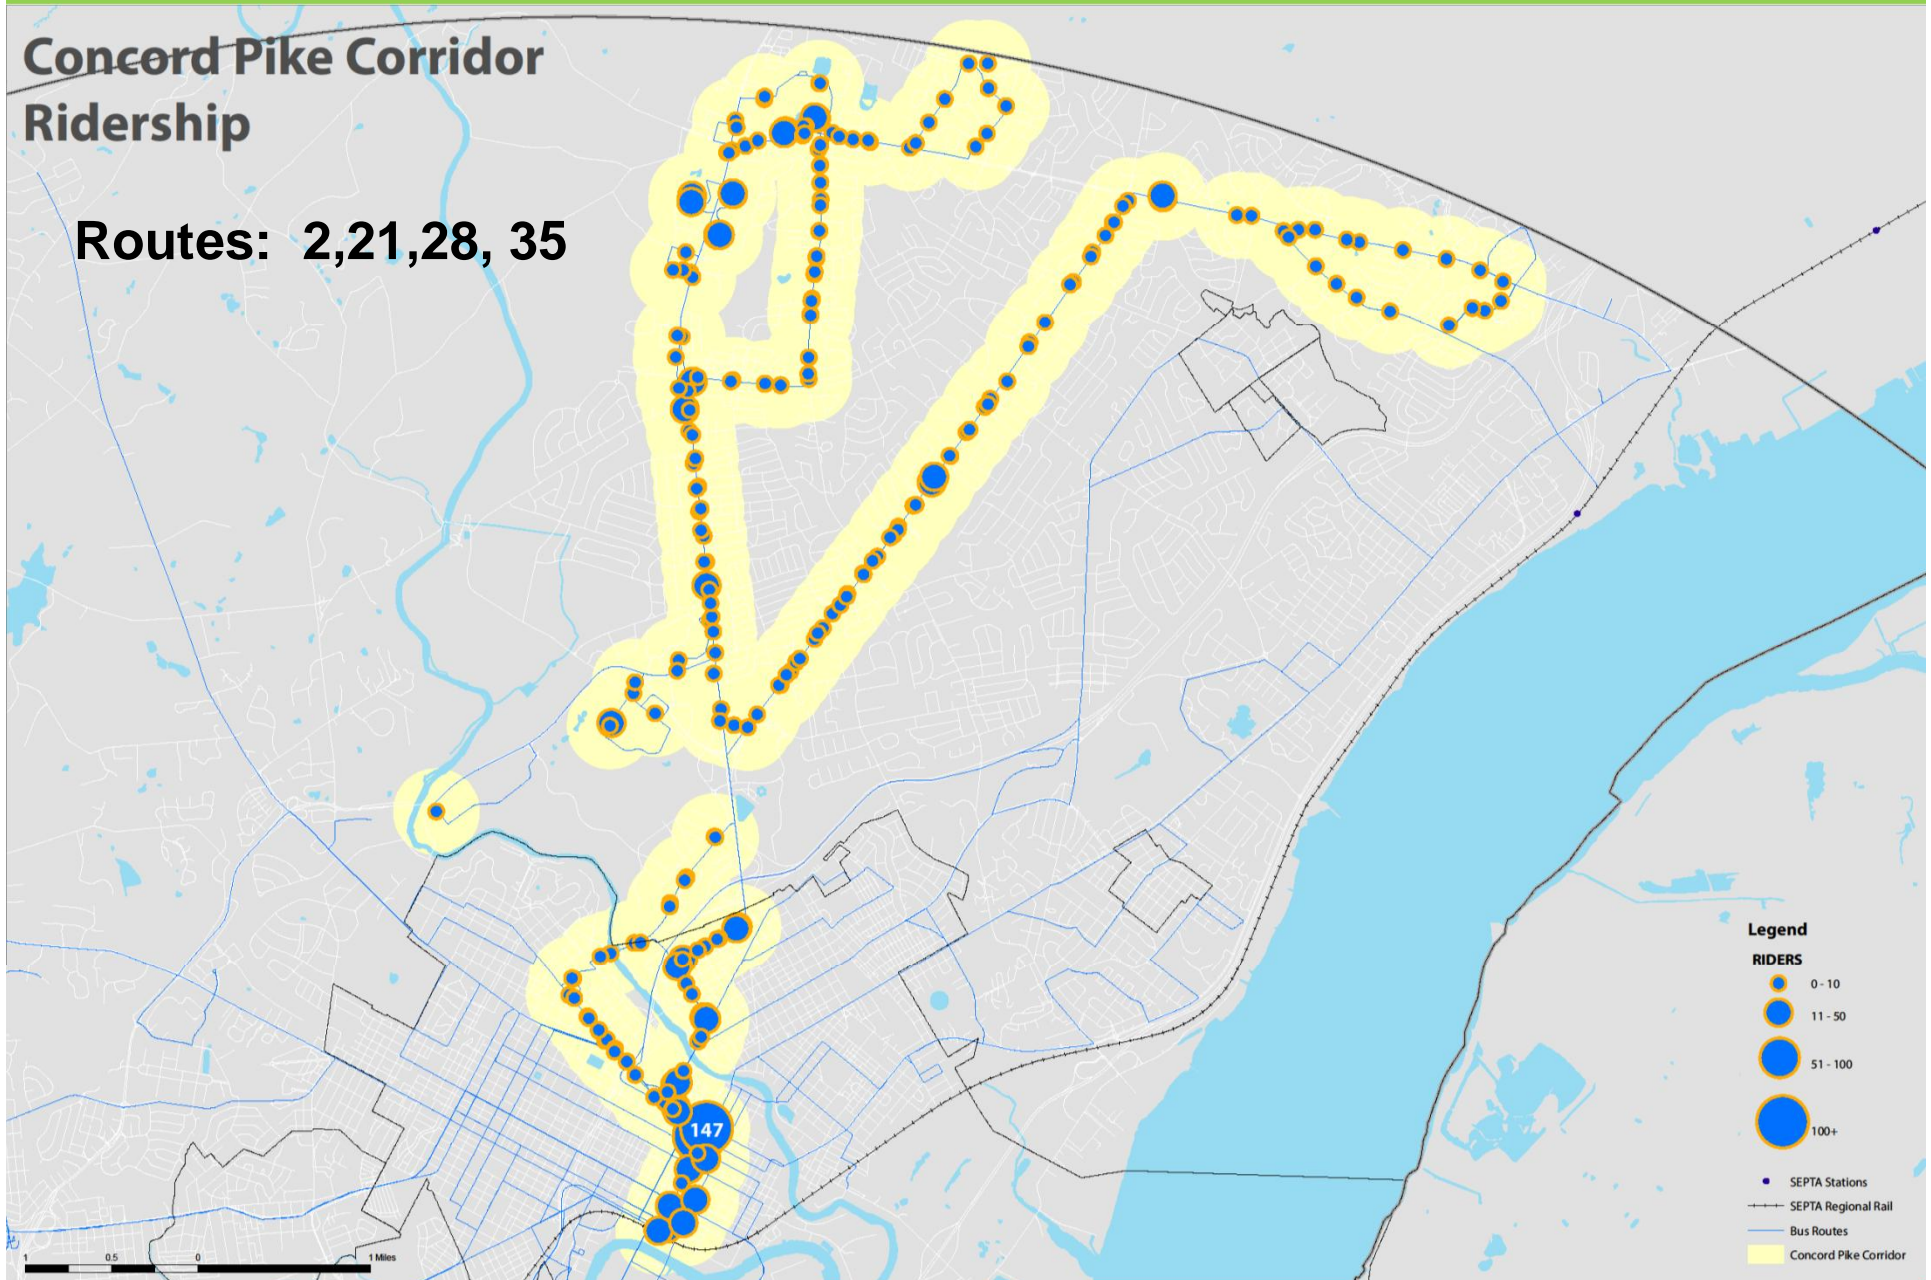 Concord Pike Corridor
Ridership
Routes: 2,21,28, 35
147
Legend
RIDERS
0 - 10
11 - 50
51 - 100
100+
SEPTA Stations
SEPTA Regional Rail
Bus Routes
Concord Pike Corridor
1 0.5 0 1 Miles